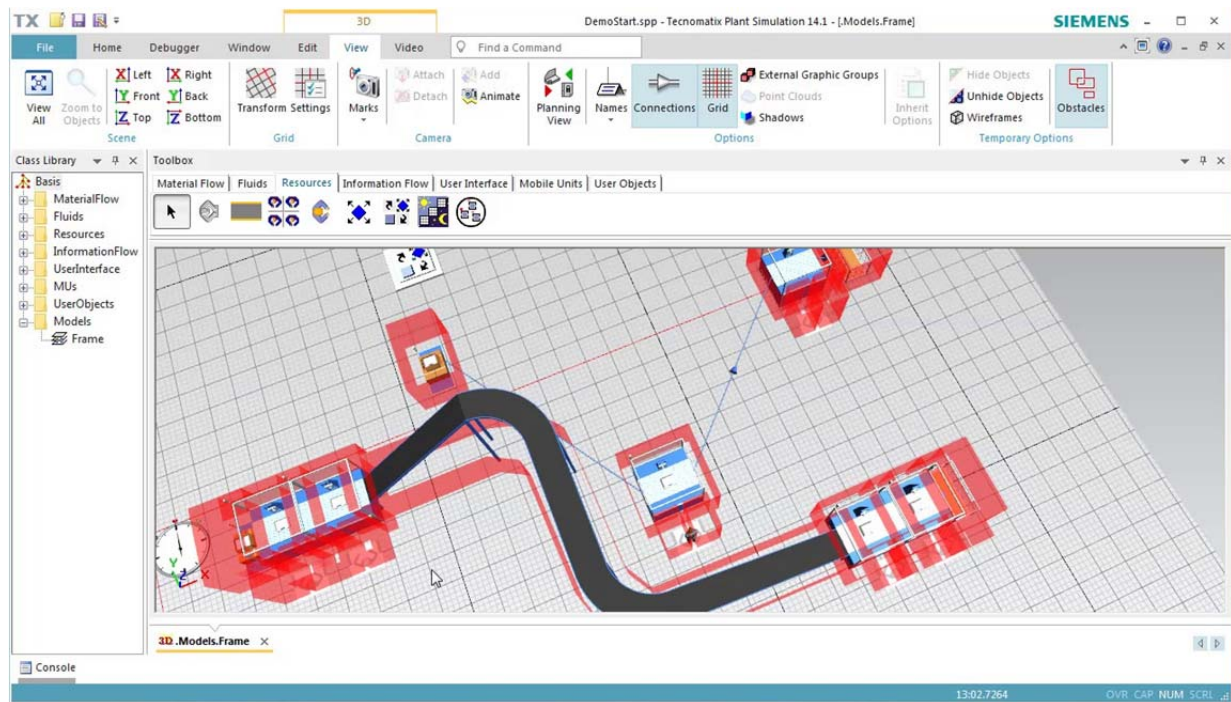 TX
3D
DemoStart.spp - Tecnomatix Plant Simulation 14.1 - [.Models.Frame]
SIEMENS
File Home Debugger Window Edit View Video Find a Command
Left Right Attach Add External Graphic Groups Hide Objects
Front Back Detach Animate Point Clouds Unhide Objects
Top Bottom Shadows Wireframes
View All
Zoom to Objects
Transform Settings
Marks
Planning View
Names Connections Grid
Inherit Options
Obstacles
Scene Grid Camera Options Temporary Options
Class Library
Toolbox
Material Flow Fluids Resources Information Flow User Interface Mobile Units User Objects
Basis
MaterialFlow
Fluids
Resources
InformationFlow
UserInterface
MUs
UserObjects
Models
Frame
Y
X
3D .Models.Frame
Console
13:02.7264
OVR CAP NUM SCRL